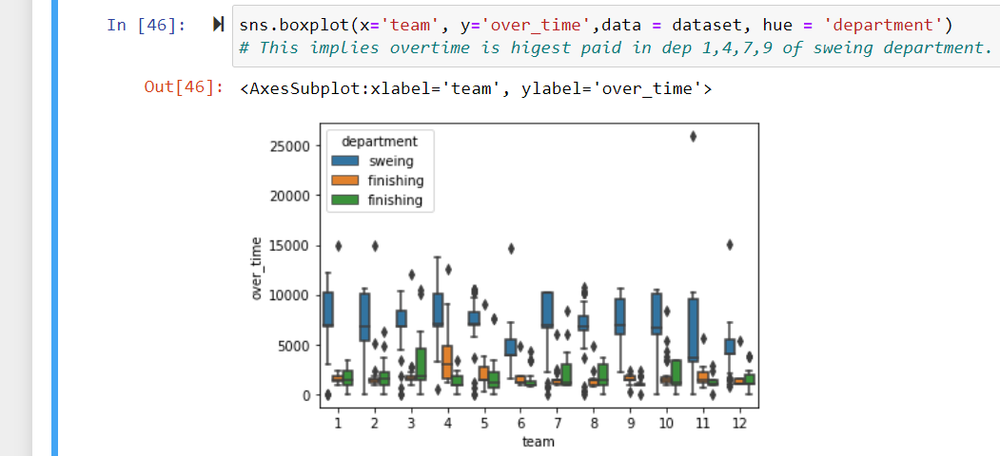 In [46]: sns.boxplot(x='team', y='over_time',data = dataset, hue = 'department')
# This implies overtime is higest paid in dep 1,4,7,9 of sweing department.
Out[46]: <AxesSubplot:xlabel='team', ylabel='over_time'>
department
sweing
finishing
finishing
25000
20000
15000
10000
5000
0
over_time
1 2 3 4 5 6 7 8 9 10 11 12
team